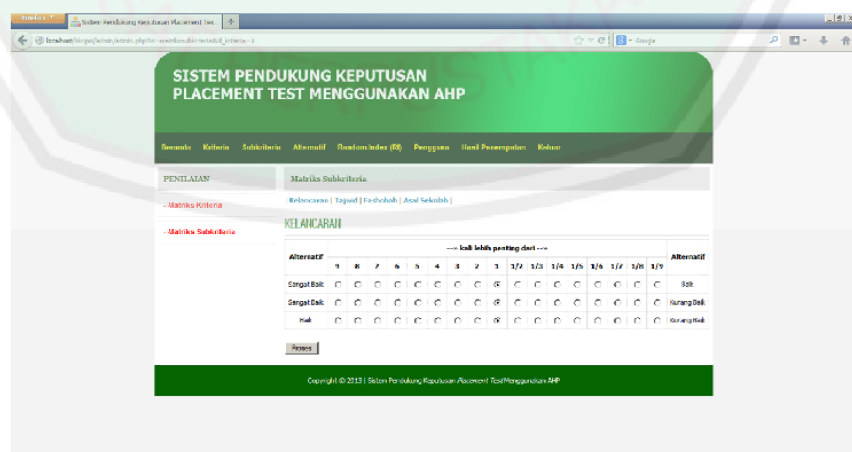 Sistem Pendukung Keputusan Placement Tes...
Google
SISTEM PENDUKUNG KEPUTUSAN
PLACEMENT TEST MENGGUNAKAN AHP
Beranda Kriteria Subkriteria Alternatif Random Index (RI) Pengguna Hasil Penempatan Keluar
PENILAIAN
Matriks Subkriteria
- Matriks Kriteria
| Kelancaran | Tajwid | Fashohah | Asal Sekolah |
- Matriks Subkriteria
KELANCARAN
Alternatif --> kali lebih penting dari --> Alternatif
9 8 7 6 5 4 3 2 1 1/2 1/3 1/4 1/5 1/6 1/7 1/8 1/9
Sangat Baik Baik
Sangat Baik Kurang Baik
Baik Kurang Baik
Proses
Copyright © 2013 | Sistem Pendukung Keputusan Placement Test Menggunakan AHP